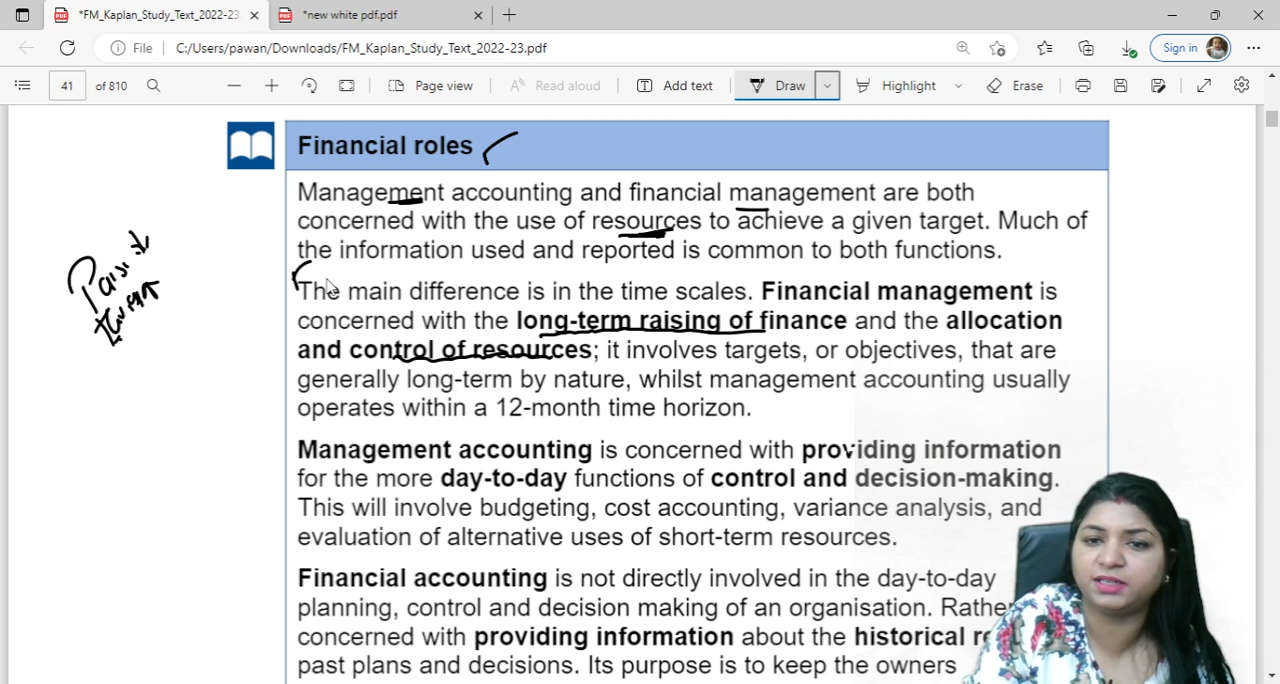 *FM_Kaplan_Study_Text_2022-23.
*new white pdf.pdf
File
C:/Users/pawan/Downloads/FM_Kaplan_Study_Text_2022-23.pdf
Sign in
41
of 810
Page view
Read aloud
Add text
Draw
Highlight
Erase
Financial roles
Management accounting and financial management are both
concerned with the use of resources to achieve a given target. Much of
the information used and reported is common to both functions.
The main difference is in the time scales. Financial management is
concerned with the long-term raising of finance and the allocation
and control of resources; it involves targets, or objectives, that are
generally long-term by nature, whilst management accounting usually
operates within a 12-month time horizon.
Management accounting is concerned with providing information
for the more day-to-day functions of control and decision-making.
This will involve budgeting, cost accounting, variance analysis, and
evaluation of alternative uses of short-term resources.
Financial accounting is not directly involved in the day-to-day
planning, control and decision making of an organisation. Rathe
concerned with providing information about the historical re
past plans and decisions. Its purpose is to keep the owners